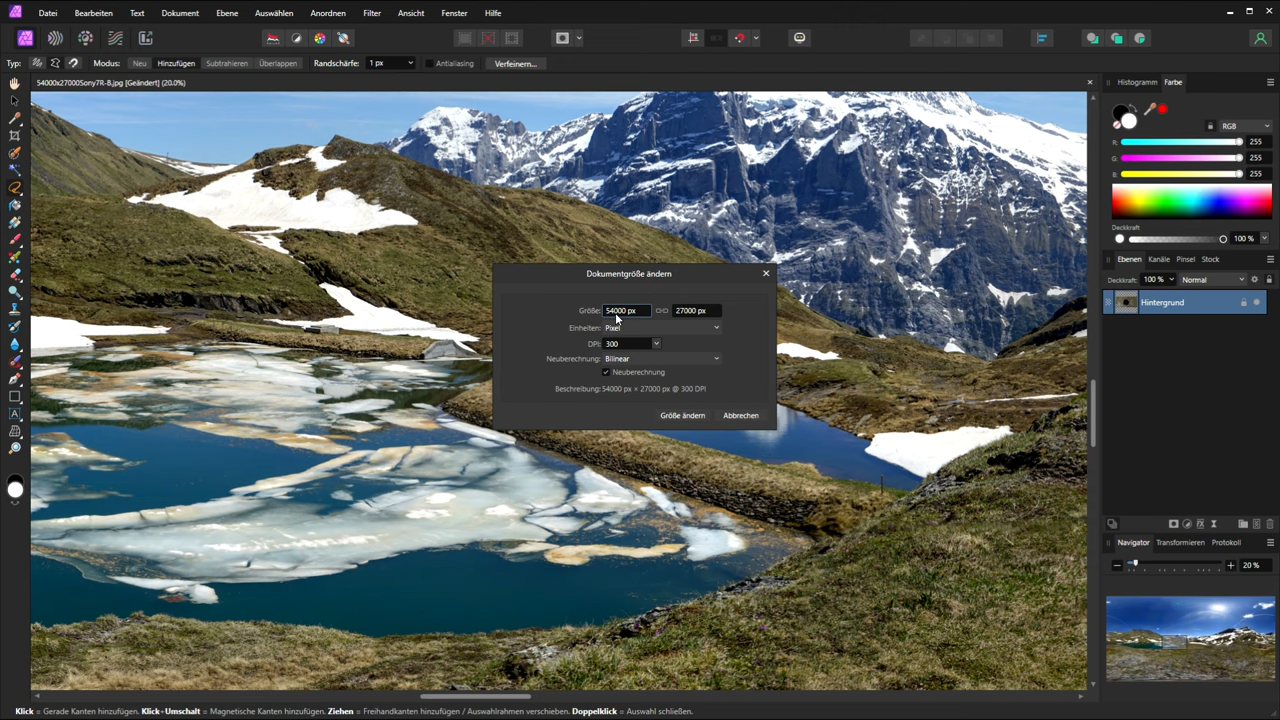 Datei Bearbeiten Text Dokument Ebene Auswählen Anordnen Filter Ansicht Fenster Hilfe
Typ: Modus: Neu Hinzufügen Subtrahieren Überlappen Randschärfe: 1 px Antialiasing Verfeinern...
54000x27000Sony7R-B.jpg [Geändert] (20.0%)
Histogramm Farbe
RGB
R: 255
G: 255
B: 255
Deckkraft
100 %
Ebenen Kanäle Pinsel Stock
Deckkraft: 100 % Normal
Hintergrund
Dokumentgröße ändern
Größe: 54000 px 27000 px
Einheiten: Pixel
DPI: 300
Neuberechnung: Bilinear
Neuberechnung
Beschreibung: 54000 px × 27000 px @ 300 DPI
Größe ändern Abbrechen
Navigator Transformieren Protokoll
20 %
Klick = Gerade Kanten hinzufügen. Klick+Umschalt = Magnetische Kanten hinzufügen. Ziehen = Freihandkanten hinzufügen / Auswahlrahmen verschieben. Doppelklick = Auswahl schließen.